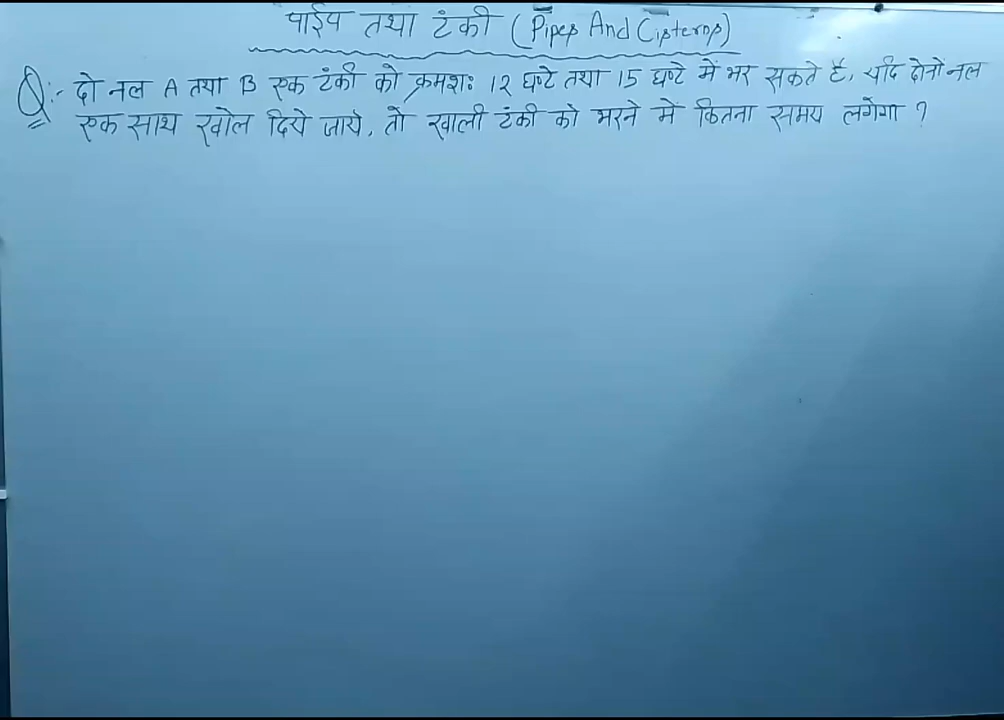 पाईप तथा टंकी (Pipes And Cisterns)
Q:- दो नल A तथा B एक टंकी को क्रमशः 12 घण्टे तथा 15 घण्टे में भर सकते है, यदि दोनो नल
एक साथ खोल दिये जाये, तो खाली टंकी को भरने मे कितना समय लगेगा ?